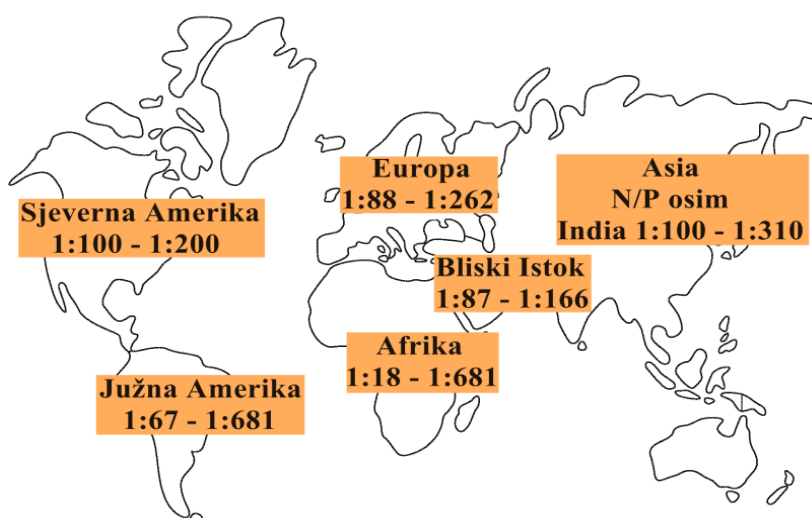 Europa
1:88 - 1:262
Asia
N/P osim
India 1:100 - 1:310
Sjeverna Amerika
1:100 - 1:200
Bliski Istok
1:87 - 1:166
Afrika
1:18 - 1:681
Južna Amerika
1:67 - 1:681